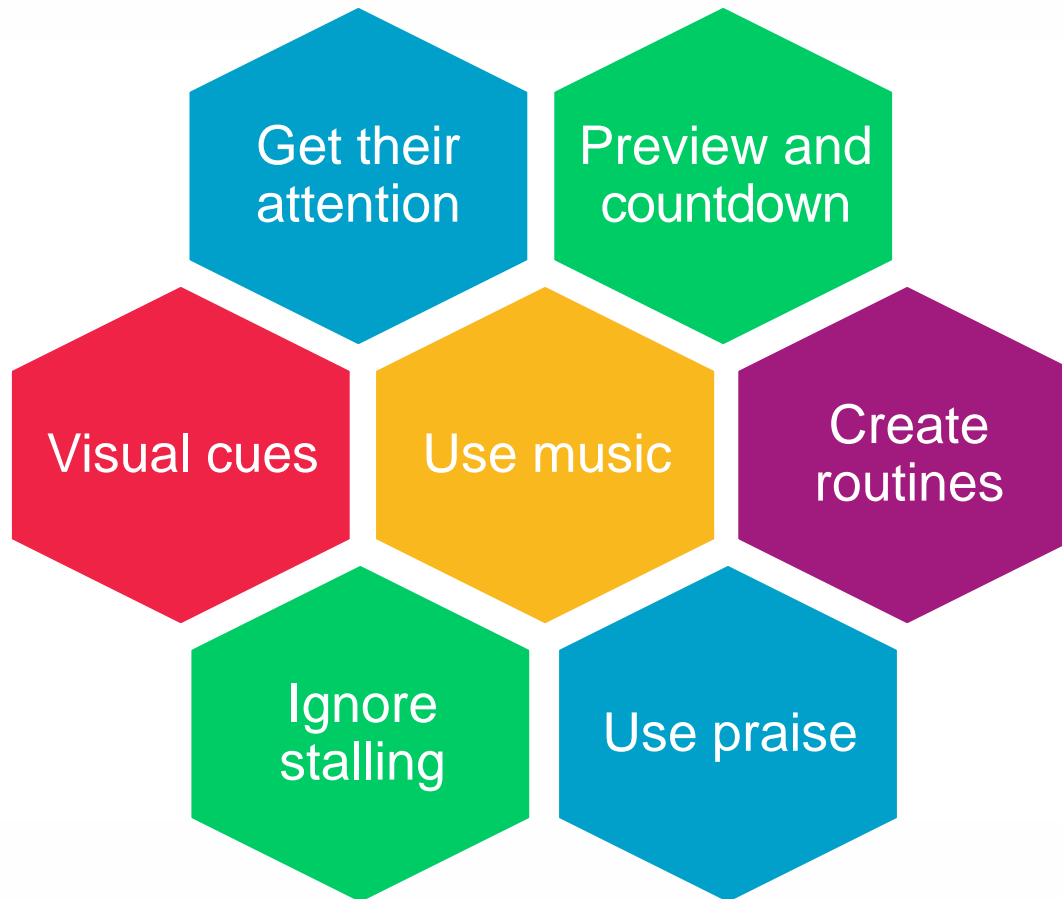 Get their
attention
Preview and
countdown
Visual cues
Use music
Create
routines
Ignore
stalling
Use praise